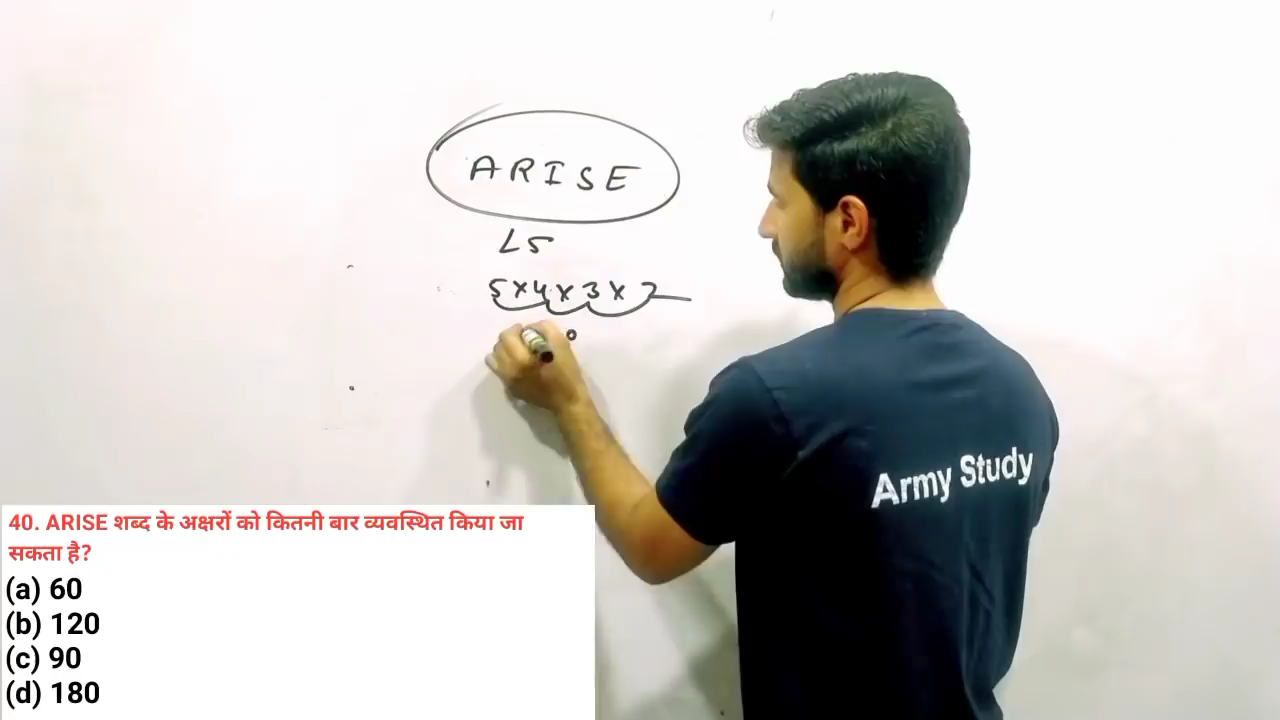 ARISE
∠5
5×4×3×2
Army Study
40. ARISE शब्द के अक्षरों को कितनी बार व्यवस्थित किया जा
सकता है?
(a) 60
(b) 120
(c) 90
(d) 180